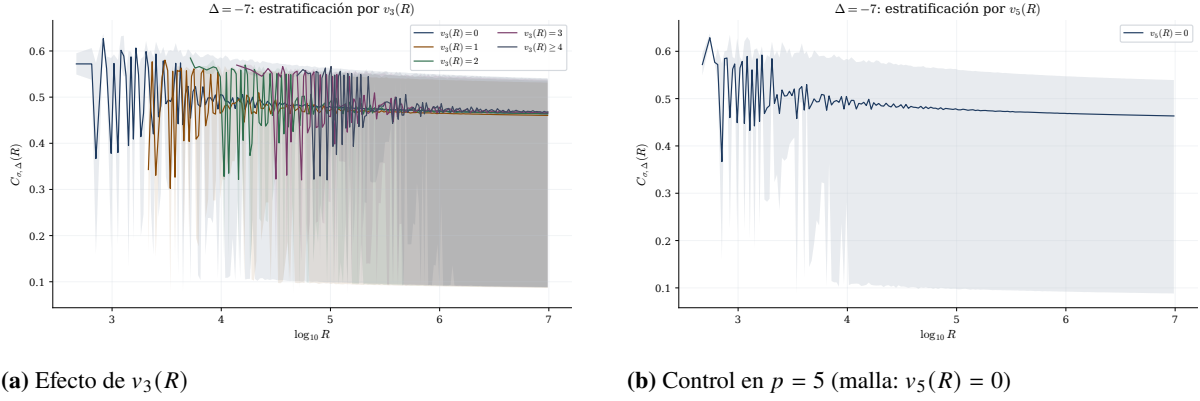 Δ = −7: estratificación por v₃(R)
v₃(R) = 0
v₃(R) = 1
v₃(R) = 2
v₃(R) = 3
v₃(R) ≥ 4
C_{σ,Δ}(R)
0.6
0.5
0.4
0.3
0.2
0.1
3 4 5 6 7
log₁₀ R
(a) Efecto de v₃(R)
Δ = −7: estratificación por v₅(R)
v₅(R) = 0
C_{σ,Δ}(R)
0.6
0.5
0.4
0.3
0.2
0.1
3 4 5 6 7
log₁₀ R
(b) Control en p = 5 (malla: v₅(R) = 0)